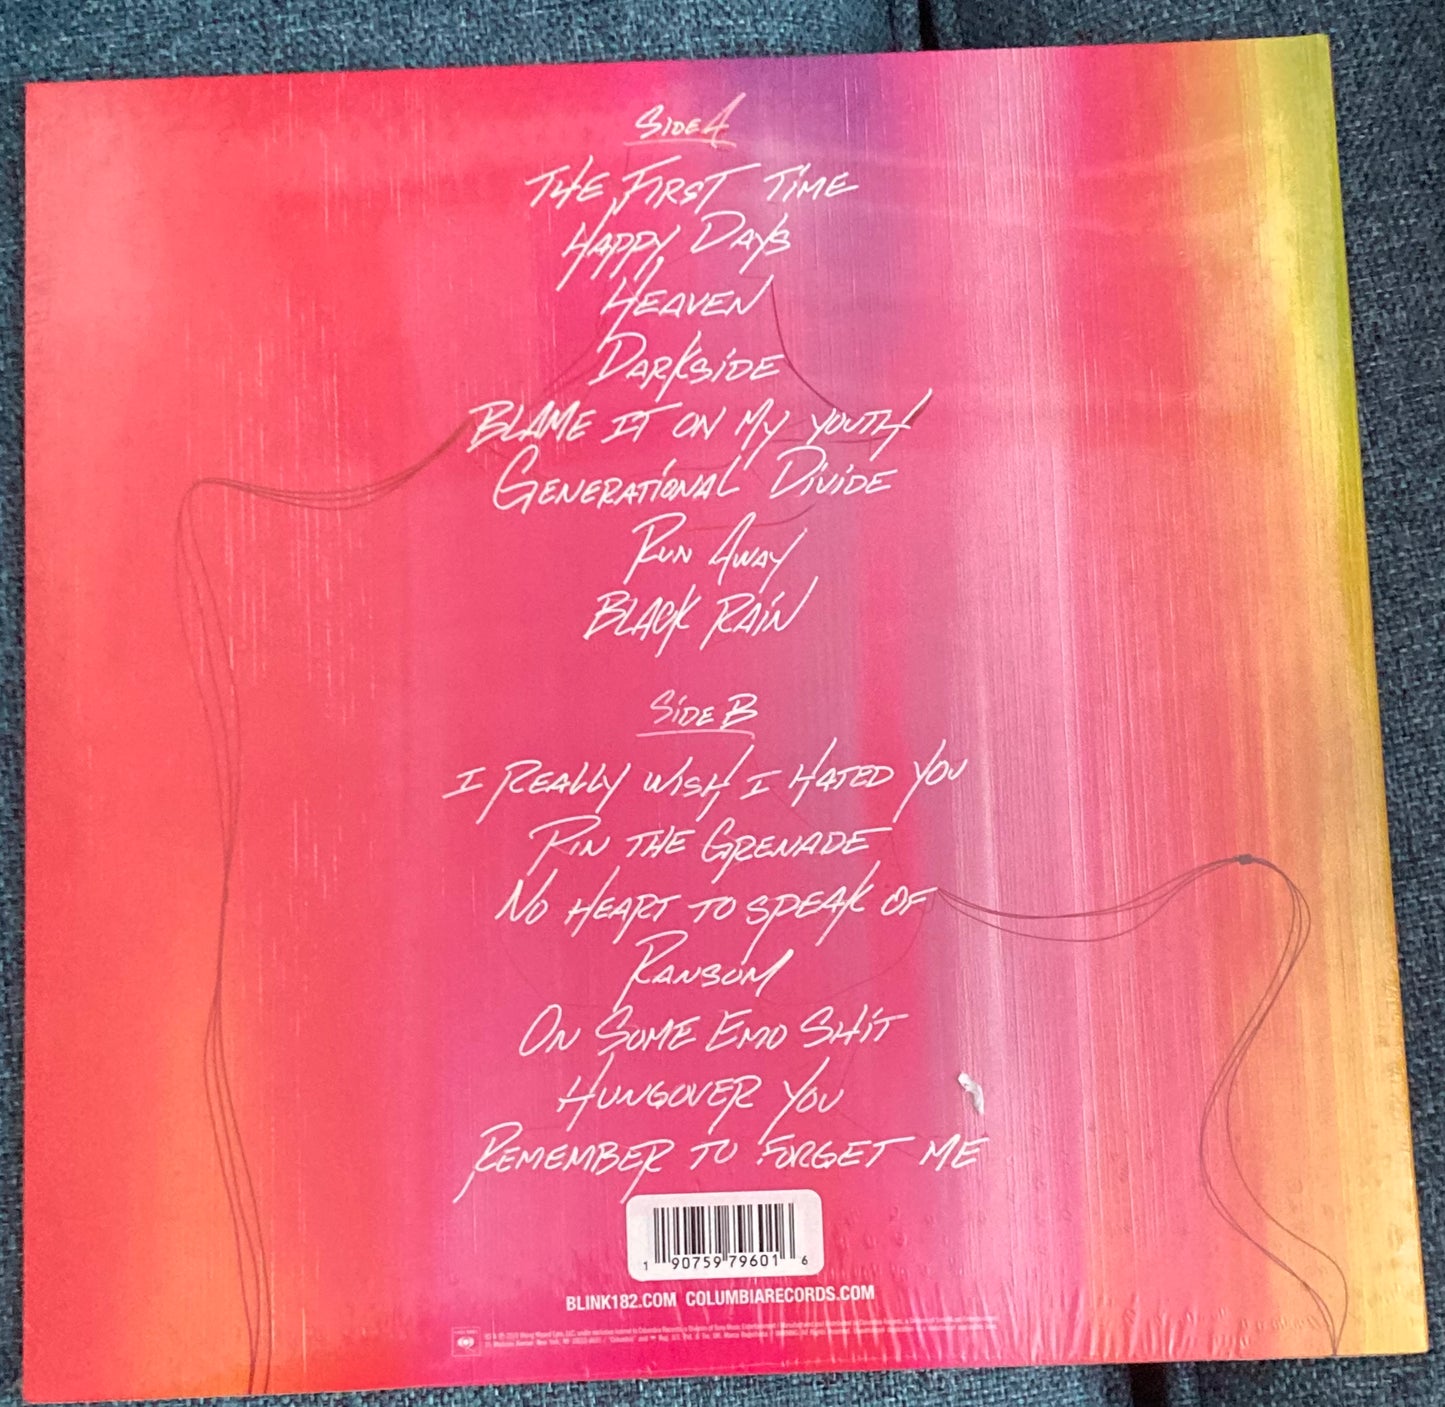 SIDE A
THE FIRST TIME
HAPPY DAYS
HEAVEN
DARKSIDE
BLAME IT ON MY YOUTH
GENERATIONAL DIVIDE
RUN AWAY
BLACK RAIN
SIDE B
I REALLY WISH I HATED YOU
PIN THE GRENADE
NO HEART TO SPEAK OF
RANSOM
ON SOME EMO SHIT
HUNGOVER YOU
REMEMBER TO FORGET ME
1 90759 79601 6
BLINK182.COM COLUMBIARECORDS.COM